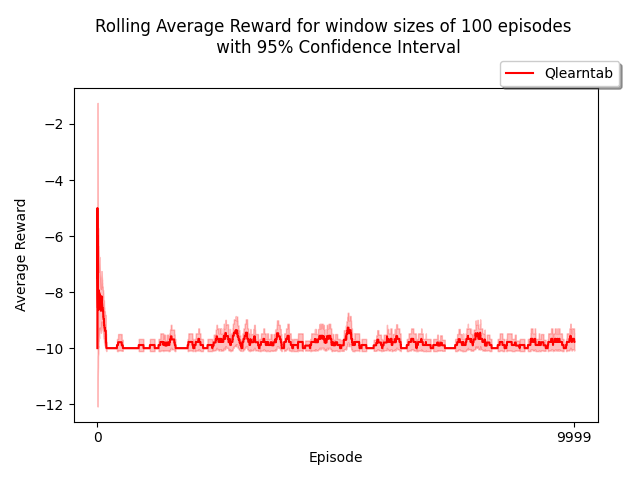 Rolling Average Reward for window sizes of 100 episodes
with 95% Confidence Interval
Qlearntab
−2
−4
−6
−8
−10
−12
Average Reward
0
9999
Episode